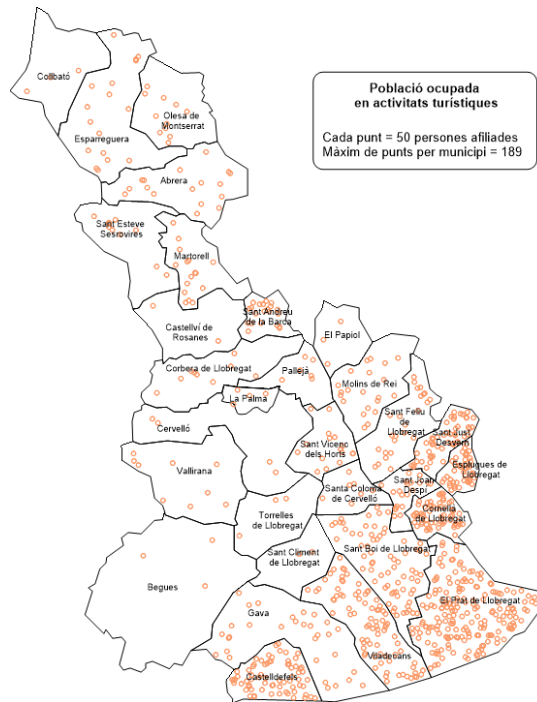 Població ocupada
en activitats turístiques
Cada punt = 50 persones afiliades
Màxim de punts per municipi = 189
Collbató
Olesa de
Montserrat
Esparreguera
Abrera
Sant Esteve
Sesrovires
Martorell
Sant Andreu
de la Barca
Castellví de
Rosanes
El Papiol
Corbera de Llobregat
Pallejà
Molins de Rei
La Palma
Sant Feliu
de
Llobregat
Cervelló
Sant Just
Desvern
Sant Vicenç
dels Horts
Esplugues de
Llobregat
Vallirana
Sant Joan
Despí
Santa Coloma
de Cervelló
Cornellà
de Llobregat
Torrelles
de Llobregat
Sant Climent
de Llobregat
Sant Boi de Llobregat
Begues
El Prat de Llobregat
Gavà
Viladecans
Castelldefels